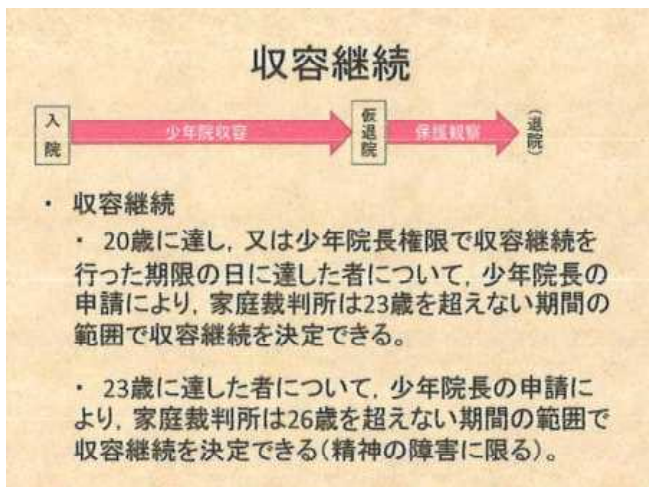 収容継続
入院
少年院収容
仮退院
保護観察
(退院)
・ 収容継続
・ 20歳に達し，又は少年院長権限で収容継続を
行った期限の日に達した者について，少年院長の
申請により，家庭裁判所は23歳を超えない期間の
範囲で収容継続を決定できる。
・ 23歳に達した者について，少年院長の申請に
より，家庭裁判所は26歳を超えない期間の範囲で
収容継続を決定できる(精神の障害に限る)。